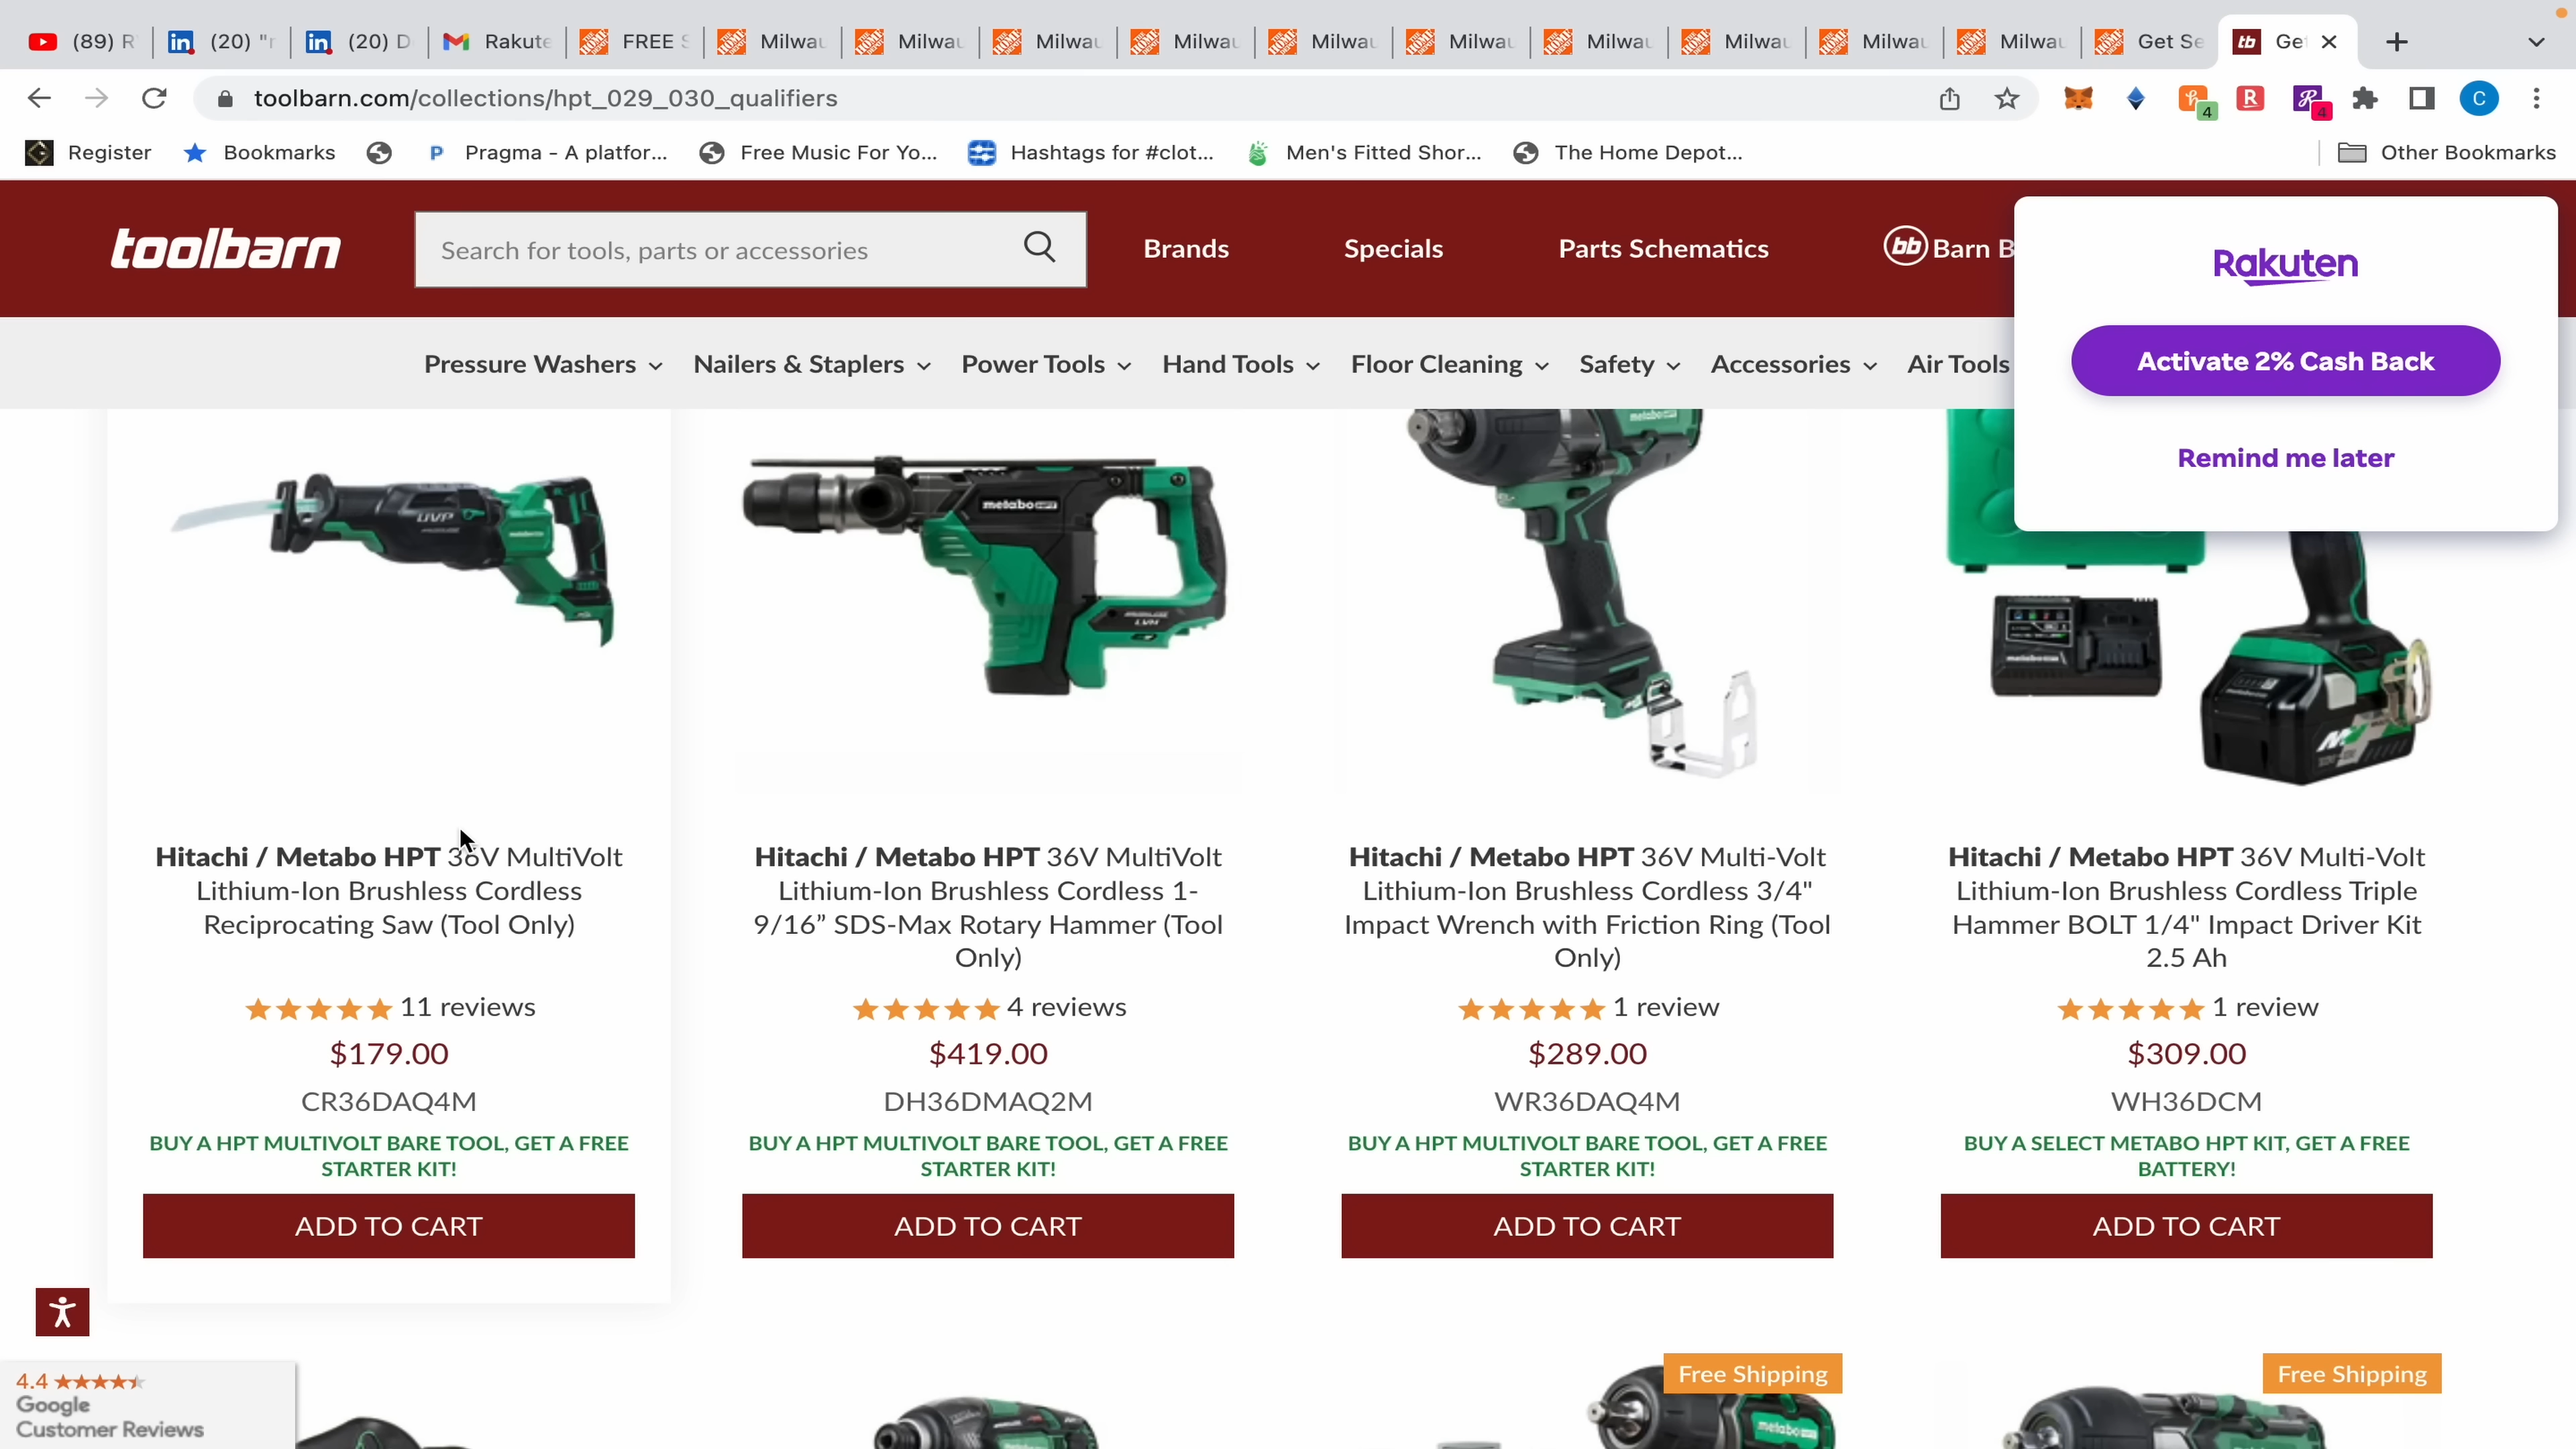 (89) R
(20) "r
(20) D
Rakute
FREE S
Milwau
Milwau
Milwau
Milwau
Milwau
Milwau
Milwau
Milwau
Milwau
Milwau
Get Se
tb Ge
toolbarn.com/collections/hpt_029_030_qualifiers
4
4
C
Register
Bookmarks
Pragma - A platfor...
Free Music For Yo...
Hashtags for #clot...
Men's Fitted Shor...
The Home Depot...
Other Bookmarks
toolbarn
Search for tools, parts or accessories
Brands
Specials
Parts Schematics
bb Barn B
Rakuten
Activate 2% Cash Back
Remind me later
Pressure Washers
Nailers & Staplers
Power Tools
Hand Tools
Floor Cleaning
Safety
Accessories
Air Tools
Hitachi / Metabo HPT 36V MultiVolt
Lithium-Ion Brushless Cordless
Reciprocating Saw (Tool Only)
11 reviews
$179.00
CR36DAQ4M
BUY A HPT MULTIVOLT BARE TOOL, GET A FREE
STARTER KIT!
ADD TO CART
metabo HPT
Hitachi / Metabo HPT 36V MultiVolt
Lithium-Ion Brushless Cordless 1-
9/16” SDS-Max Rotary Hammer (Tool
Only)
4 reviews
$419.00
DH36DMAQ2M
BUY A HPT MULTIVOLT BARE TOOL, GET A FREE
STARTER KIT!
ADD TO CART
Hitachi / Metabo HPT 36V Multi-Volt
Lithium-Ion Brushless Cordless 3/4"
Impact Wrench with Friction Ring (Tool
Only)
1 review
$289.00
WR36DAQ4M
BUY A HPT MULTIVOLT BARE TOOL, GET A FREE
STARTER KIT!
ADD TO CART
Hitachi / Metabo HPT 36V Multi-Volt
Lithium-Ion Brushless Cordless Triple
Hammer BOLT 1/4" Impact Driver Kit
2.5 Ah
1 review
$309.00
WH36DCM
BUY A SELECT METABO HPT KIT, GET A FREE
BATTERY!
ADD TO CART
Free Shipping
Free Shipping
4.4
Google
Customer Reviews